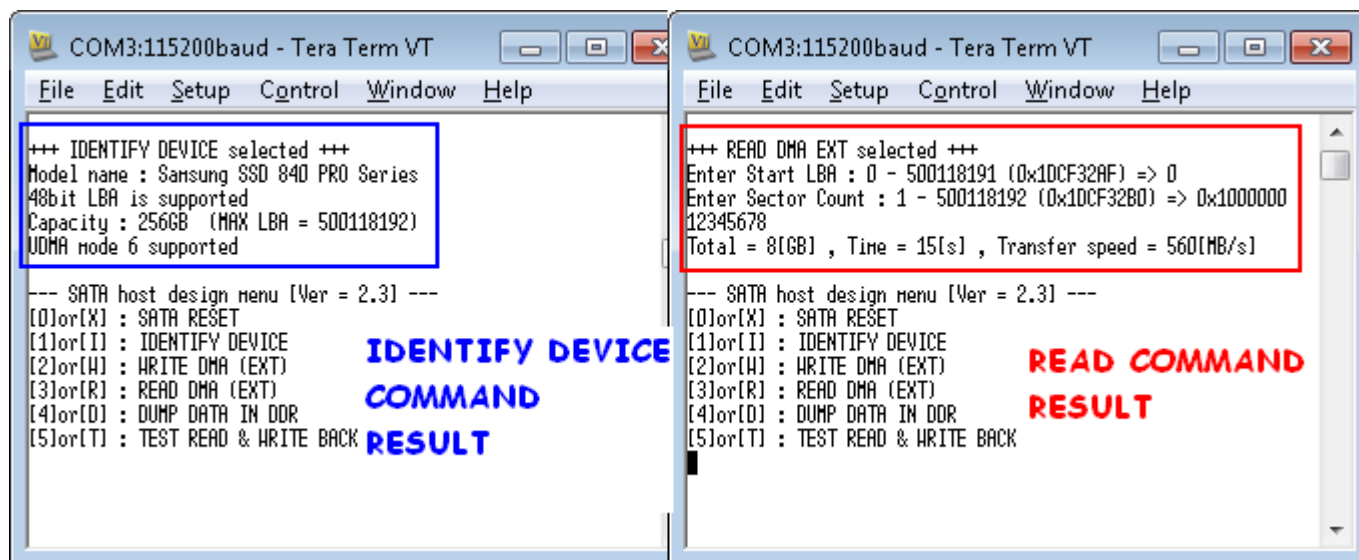 COM3:115200baud - Tera Term VT
File Edit Setup Control Window Help
+++ IDENTIFY DEVICE selected +++
Model name : Samsung SSD 840 PRO Series
48bit LBA is supported
Capacity : 256GB (MAX LBA = 500118192)
UDMA mode 6 supported
--- SATA host design menu [Ver = 2.3] ---
[0]or[X] : SATA RESET
[1]or[I] : IDENTIFY DEVICE
[2]or[W] : WRITE DMA (EXT)
[3]or[R] : READ DMA (EXT)
[4]or[D] : DUMP DATA IN DDR
[5]or[T] : TEST READ & WRITE BACK
IDENTIFY DEVICE
COMMAND
RESULT
COM3:115200baud - Tera Term VT
File Edit Setup Control Window Help
+++ READ DMA EXT selected +++
Enter Start LBA : 0 - 500118191 (0x1DCF32AF) => 0
Enter Sector Count : 1 - 500118192 (0x1DCF32B0) => 0x1000000
12345678
Total = 8[GB] , Time = 15[s] , Transfer speed = 560[MB/s]
--- SATA host design menu [Ver = 2.3] ---
[0]or[X] : SATA RESET
[1]or[I] : IDENTIFY DEVICE
[2]or[W] : WRITE DMA (EXT)
[3]or[R] : READ DMA (EXT)
[4]or[D] : DUMP DATA IN DDR
[5]or[T] : TEST READ & WRITE BACK
READ COMMAND
RESULT